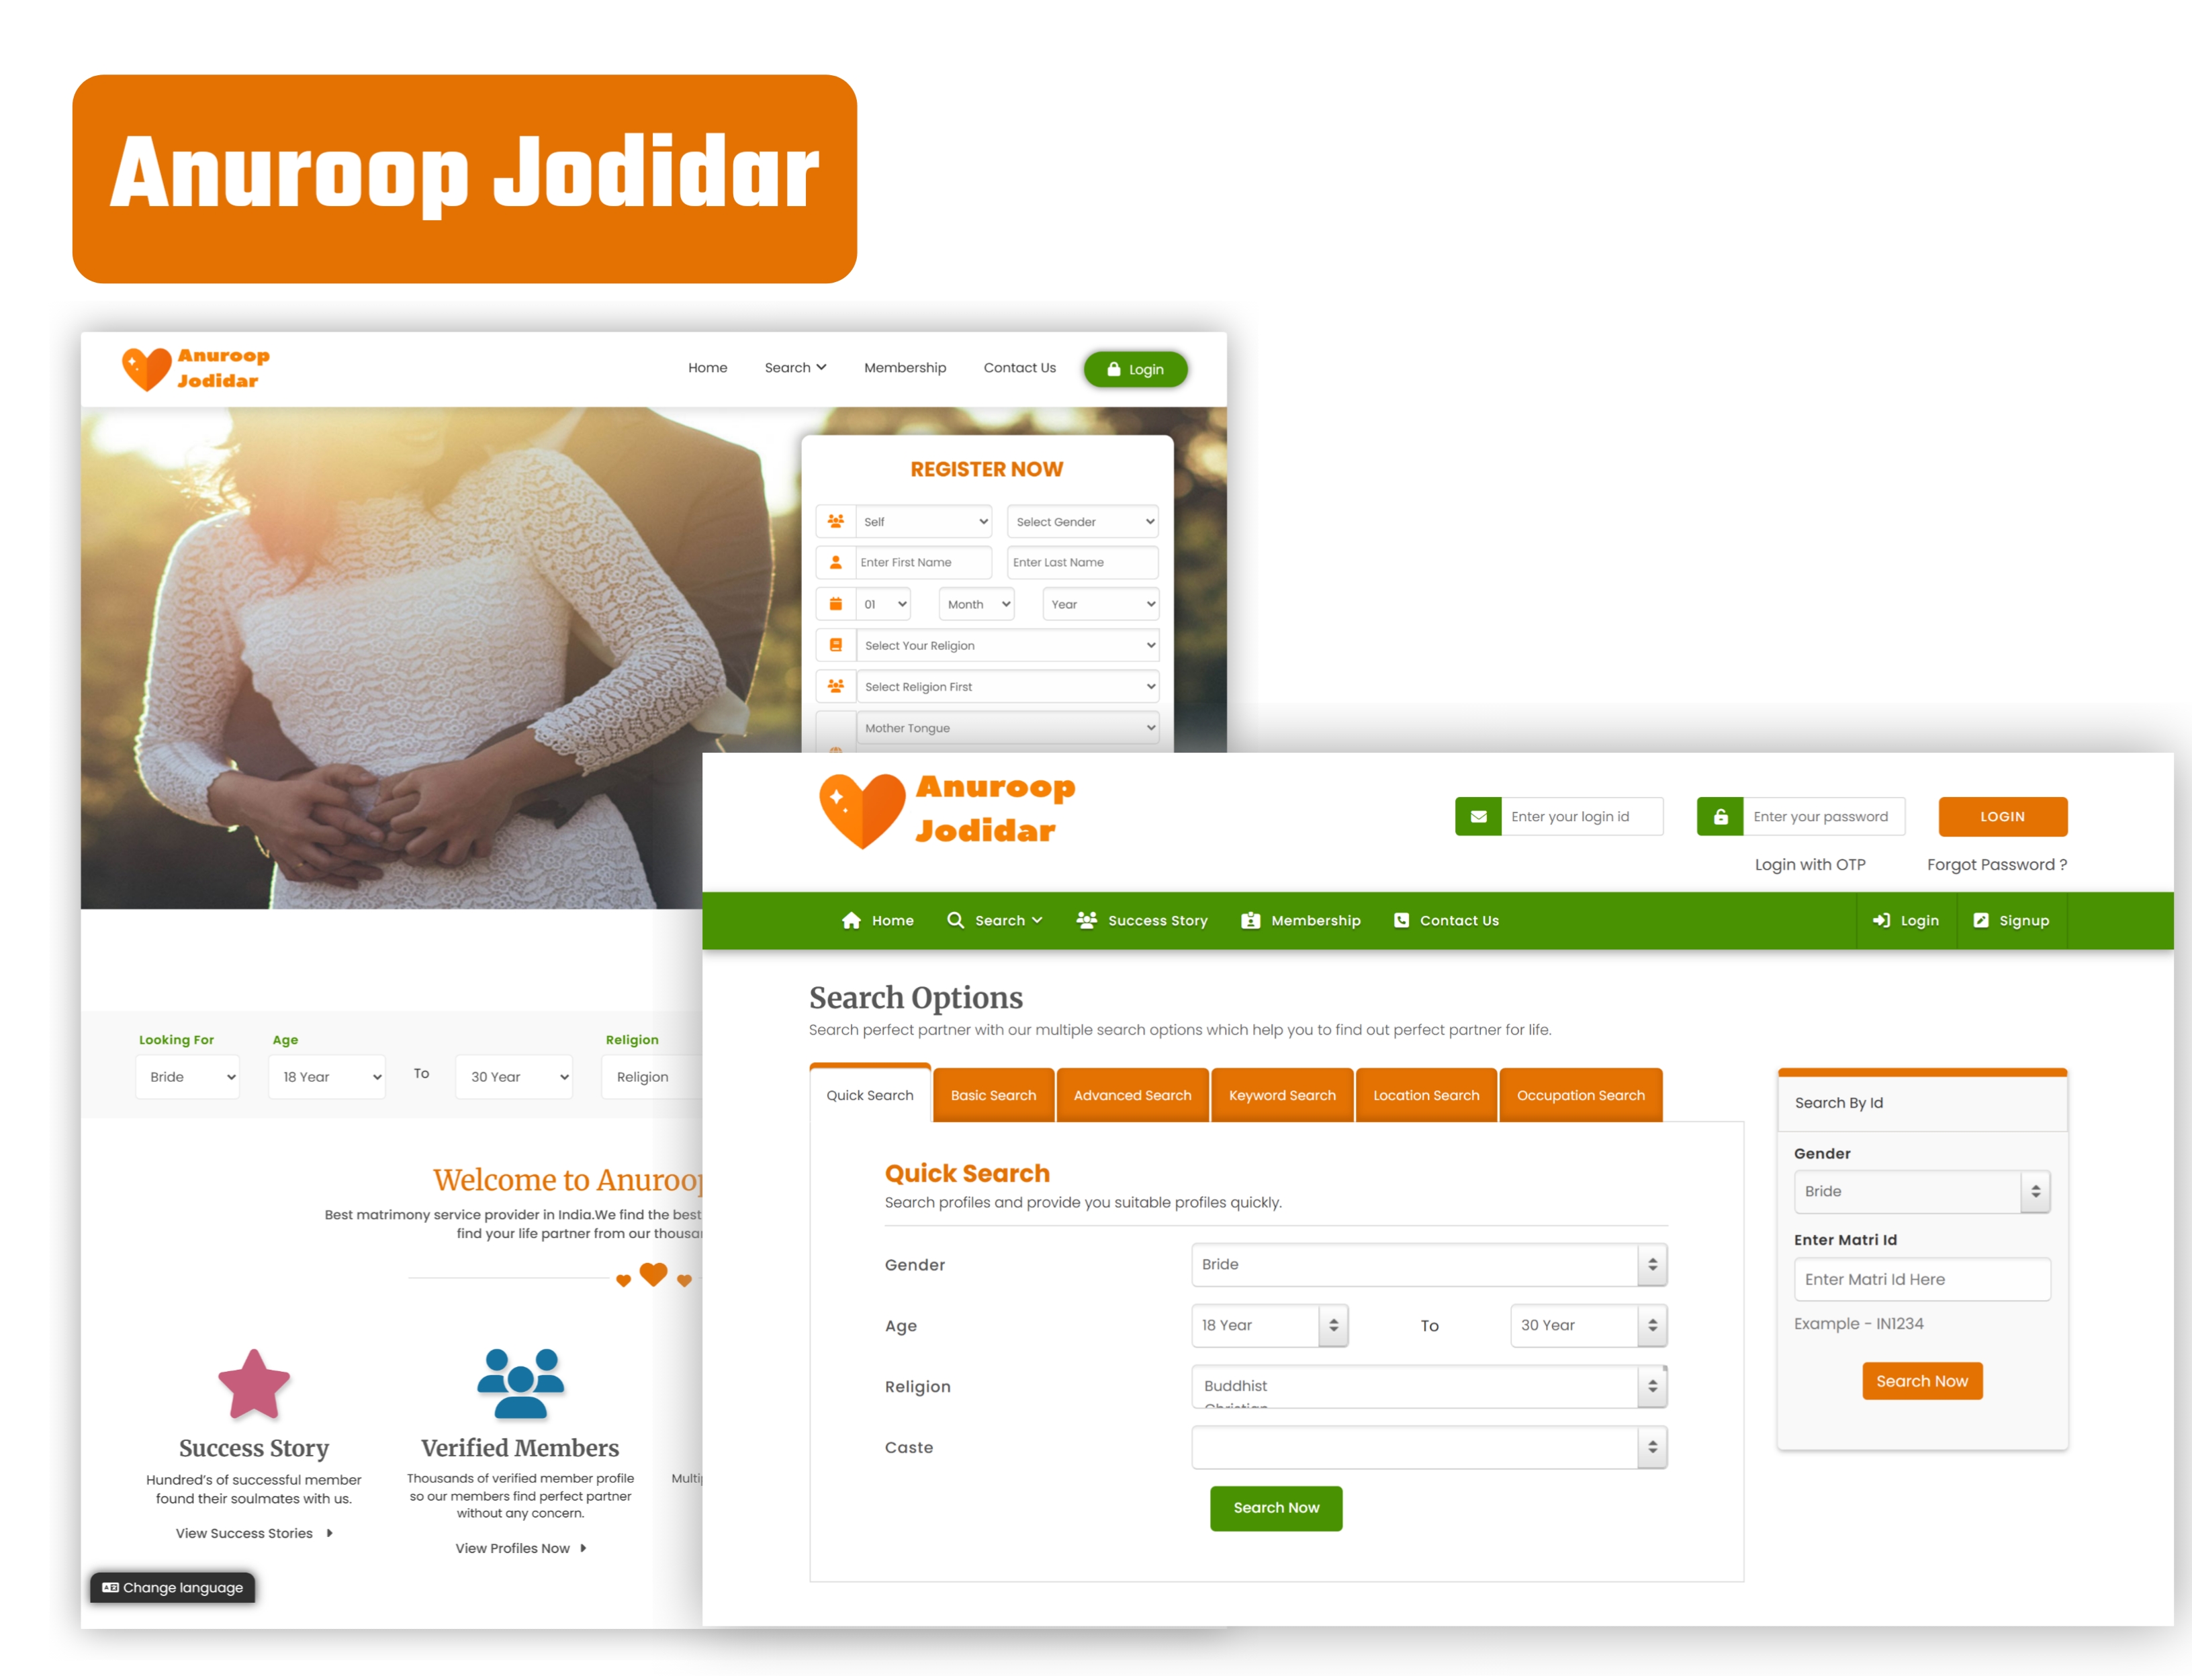 Anuroop Jodidar
Anuroop
Jodidar
Home Search Membership Contact Us Login
REGISTER NOW
Self Select Gender
Enter First Name Enter Last Name
01 Month Year
Select Your Religion
Select Religion First
Mother Tongue
Looking For Age Religion
Bride 18 Year To 30 Year Religion
Welcome to
Best matrimony service provider in India.We find the best
find your life partner from our
Success Story
Hundred's of successful member
found their soulmates with us.
View Success Stories
Verified Members
Thousands of verified member profile
so our members find perfect partner
without any concern.
View Profiles Now
Change language
Anuroop
Jodidar
Enter your login id Enter your password LOGIN
Login with OTP Forgot Password ?
Home Search Success Story Membership Contact Us Login Signup
Search Options
Search perfect partner with our multiple search options which help you to find out perfect partner for life.
Quick Search Basic Search Advanced Search Keyword Search Location Search Occupation Search
Quick Search
Search profiles and provide you suitable profiles quickly.
Gender Bride
Age 18 Year To 30 Year
Religion Buddhist
Caste
Search Now
Search By Id
Gender
Bride
Enter Matri Id
Enter Matri Id Here
Example - IN1234
Search Now